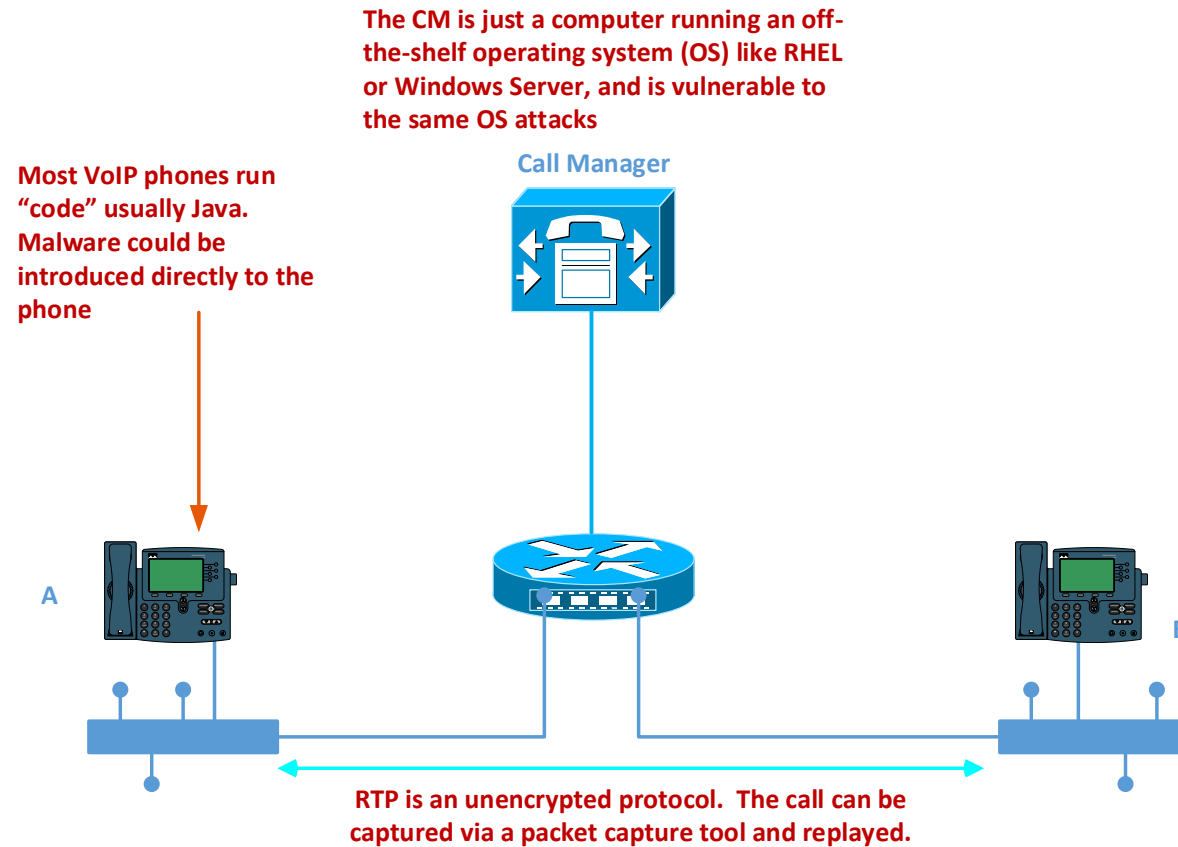 The CM is just a computer running an off-
the-shelf operating system (OS) like RHEL
or Windows Server, and is vulnerable to
the same OS attacks
Call Manager
Most VoIP phones run
“code” usually Java.
Malware could be
introduced directly to the
phone
A
RTP is an unencrypted protocol.  The call can be
captured via a packet capture tool and replayed.